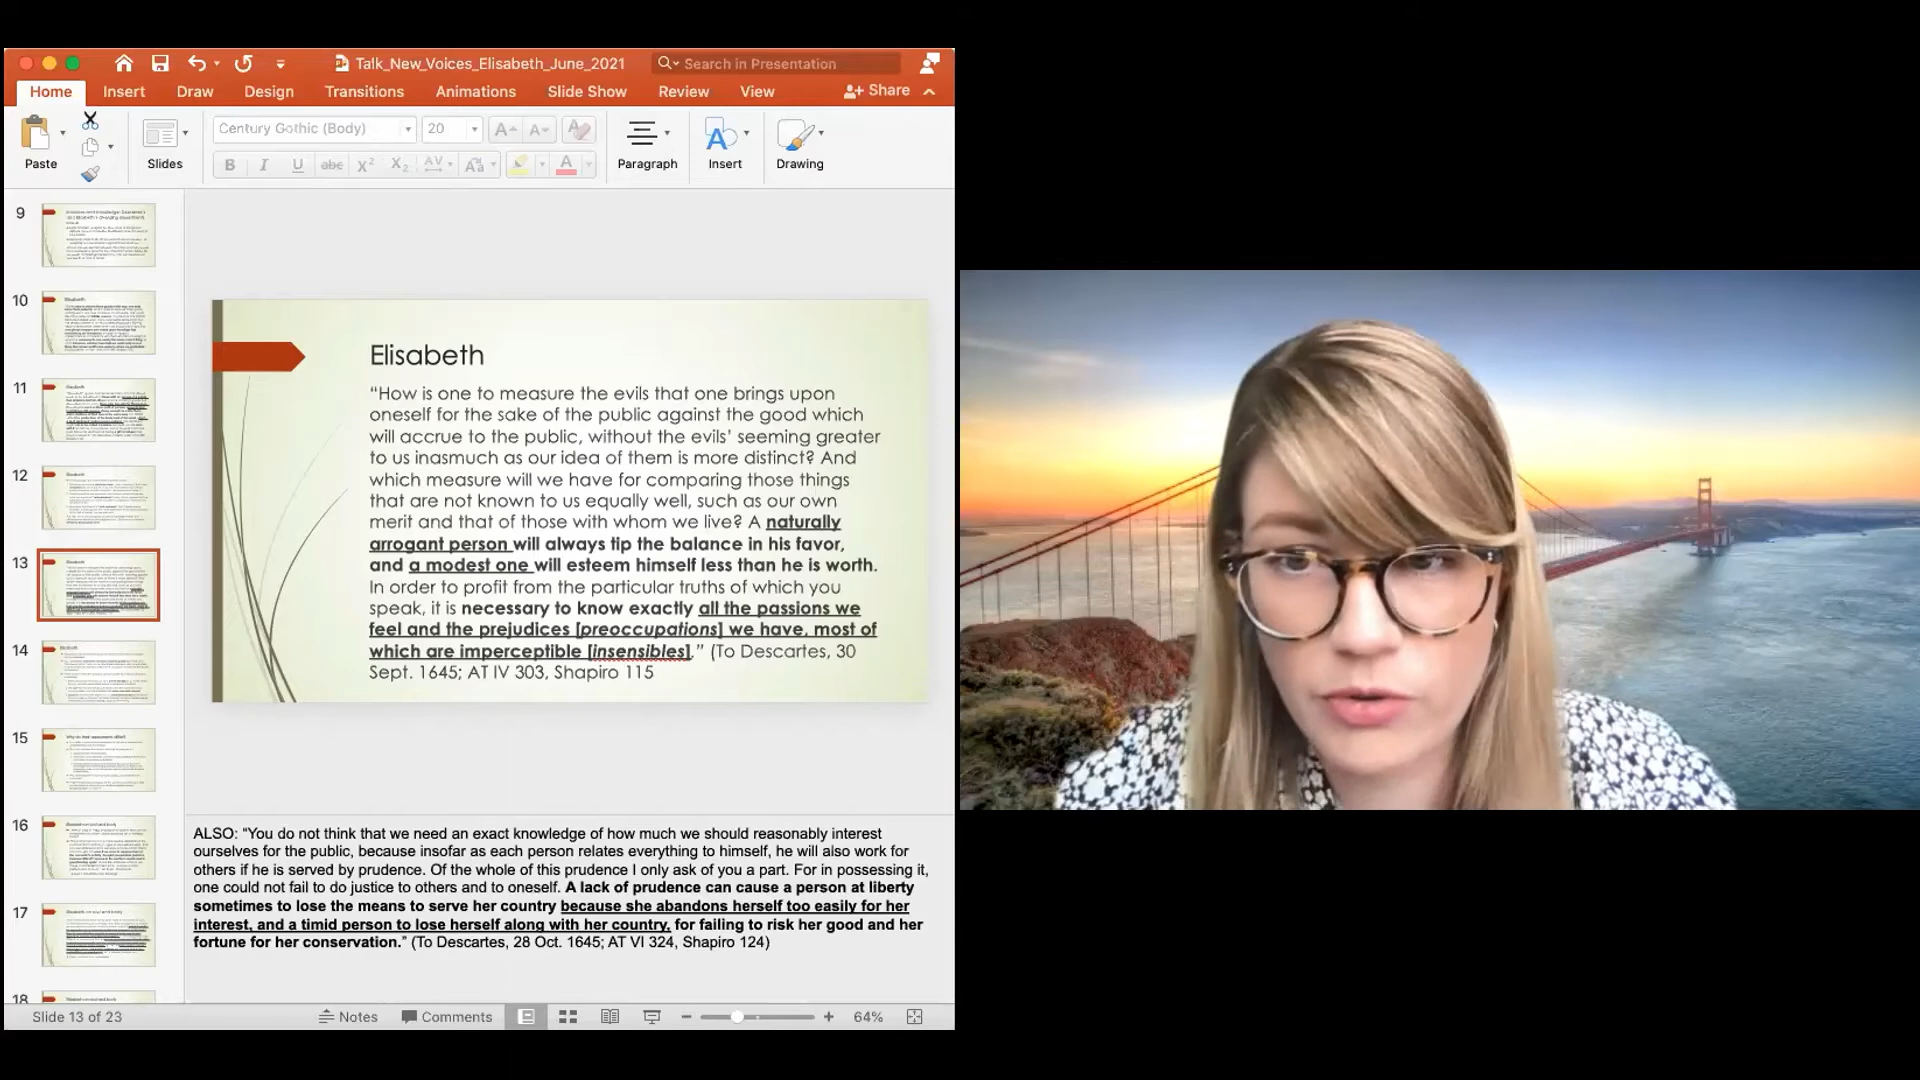 Talk_New_Voices_Elisabeth_June_2021
Search in Presentation
Home Insert Draw Design Transitions Animations Slide Show Review View Share
Century Gothic (Body) 20
Paste Slides Paragraph Insert Drawing
9
10
11
12
13
14
15
16
17
18
Elisabeth
“How is one to measure the evils that one brings upon
oneself for the sake of the public against the good which
will accrue to the public, without the evils’ seeming greater
to us inasmuch as our idea of them is more distinct? And
which measure will we have for comparing those things
that are not known to us equally well, such as our own
merit and that of those with whom we live? A naturally
arrogant person will always tip the balance in his favor,
and a modest one will esteem himself less than he is worth.
In order to profit from the particular truths of which you
speak, it is necessary to know exactly all the passions we
feel and the prejudices [preoccupations] we have, most of
which are imperceptible [insensibles].” (To Descartes, 30
Sept. 1645; AT IV 303, Shapiro 115
ALSO: “You do not think that we need an exact knowledge of how much we should reasonably interest
ourselves for the public, because insofar as each person relates everything to himself, he will also work for
others if he is served by prudence. Of the whole of this prudence I only ask of you a part. For in possessing it,
one could not fail to do justice to others and to oneself. A lack of prudence can cause a person at liberty
sometimes to lose the means to serve her country because she abandons herself too easily for her
interest, and a timid person to lose herself along with her country, for failing to risk her good and her
fortune for her conservation.” (To Descartes, 28 Oct. 1645; AT VI 324, Shapiro 124)
Slide 13 of 23 Notes Comments 64%